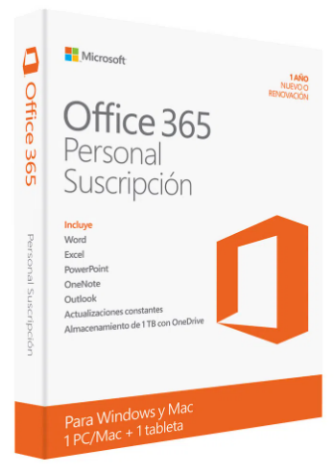 Microsoft
1 AÑO
NUEVO O
RENOVACIÓN
Office 365
Personal
Suscripción
Incluye
Word
Excel
PowerPoint
OneNote
Outlook
Actualizaciones constantes
Almacenamiento de 1 TB con OneDrive
Para Windows y Mac
1 PC/Mac + 1 tableta
Office 365
Personal Suscripción